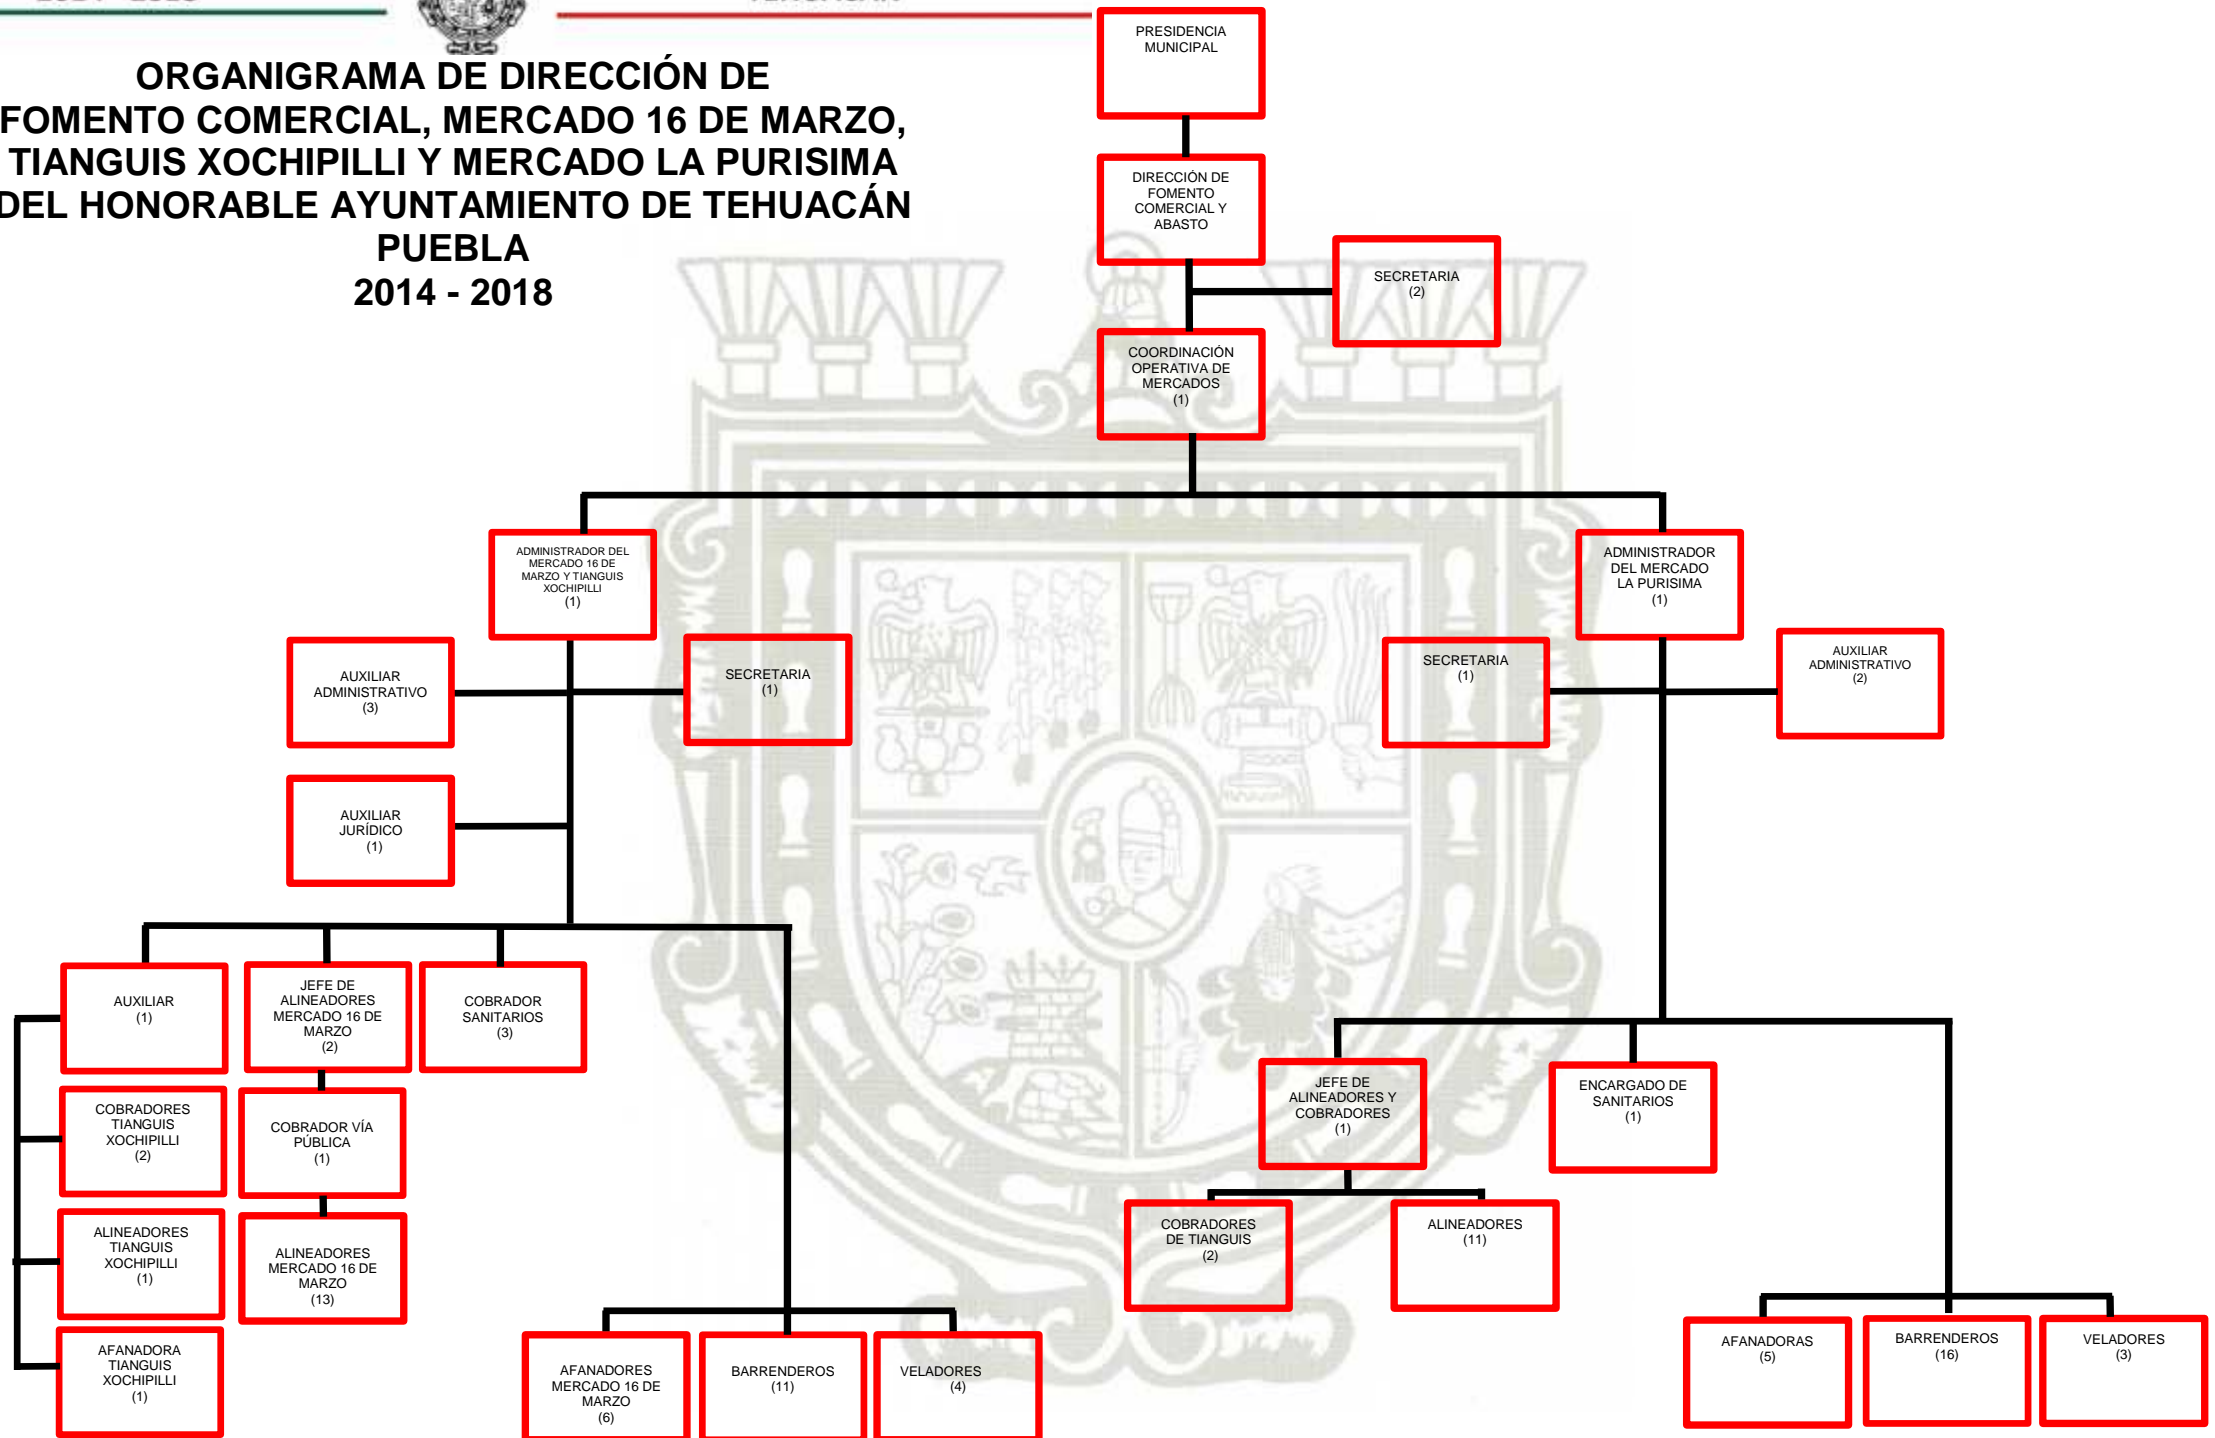 ORGANIGRAMA DE DIRECCIÓN DE
FOMENTO COMERCIAL, MERCADO 16 DE MARZO,
TIANGUIS XOCHIPILLI Y MERCADO LA PURISIMA
DEL HONORABLE AYUNTAMIENTO DE TEHUACÁN
PUEBLA
2014 - 2018
PRESIDENCIA
MUNICIPAL
DIRECCIÓN DE
FOMENTO
COMERCIAL Y
ABASTO
SECRETARIA
(2)
COORDINACIÓN
OPERATIVA DE
MERCADOS
(1)
ADMINISTRADOR DEL
MERCADO 16 DE
MARZO Y TIANGUIS
XOCHIPILLI
(1)
ADMINISTRADOR
DEL MERCADO
LA PURISIMA
(1)
AUXILIAR
ADMINISTRATIVO
(3)
SECRETARIA
(1)
SECRETARIA
(1)
AUXILIAR
ADMINISTRATIVO
(2)
AUXILIAR
JURÍDICO
(1)
AUXILIAR
(1)
JEFE DE
ALINEADORES
MERCADO 16 DE
MARZO
(2)
COBRADOR
SANITARIOS
(3)
COBRADORES
TIANGUIS
XOCHIPILLI
(2)
COBRADOR VÍA
PÚBLICA
(1)
ALINEADORES
TIANGUIS
XOCHIPILLI
(1)
ALINEADORES
MERCADO 16 DE
MARZO
(13)
AFANADORA
TIANGUIS
XOCHIPILLI
(1)
AFANADORES
MERCADO 16 DE
MARZO
(6)
BARRENDEROS
(11)
VELADORES
(4)
JEFE DE
ALINEADORES Y
COBRADORES
(1)
ENCARGADO DE
SANITARIOS
(1)
COBRADORES
DE TIANGUIS
(2)
ALINEADORES
(11)
AFANADORAS
(5)
BARRENDEROS
(16)
VELADORES
(3)